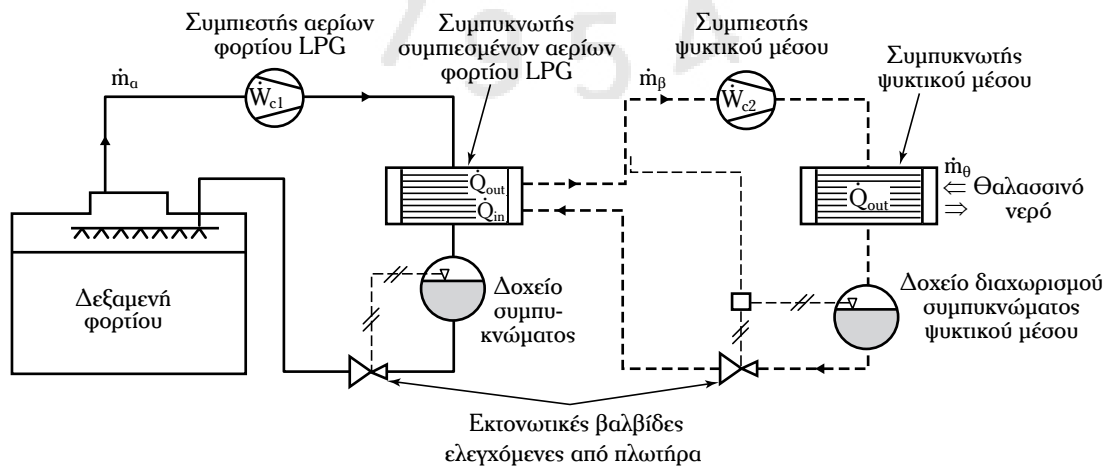 1954
Συμπιεστής αερίων
φορτίου LPG
Συμπυκνωτής
συμπιεσμένων αερίων
φορτίου LPG
Συμπιεστής
ψυκτικού μέσου
Συμπυκνωτής
ψυκτικού μέσου
ṁα
Ẇc1
ṁβ
Ẇc2
Q̇out
Q̇in
Q̇out
ṁθ
⇐ Θαλασσινό
⇒ νερό
Δεξαμενή
φορτίου
Δοχείο
συμπυ-
κνώματος
Δοχείο διαχωρισμού
συμπυκνώματος
ψυκτικού μέσου
Εκτονωτικές βαλβίδες
ελεγχόμενες από πλωτήρα